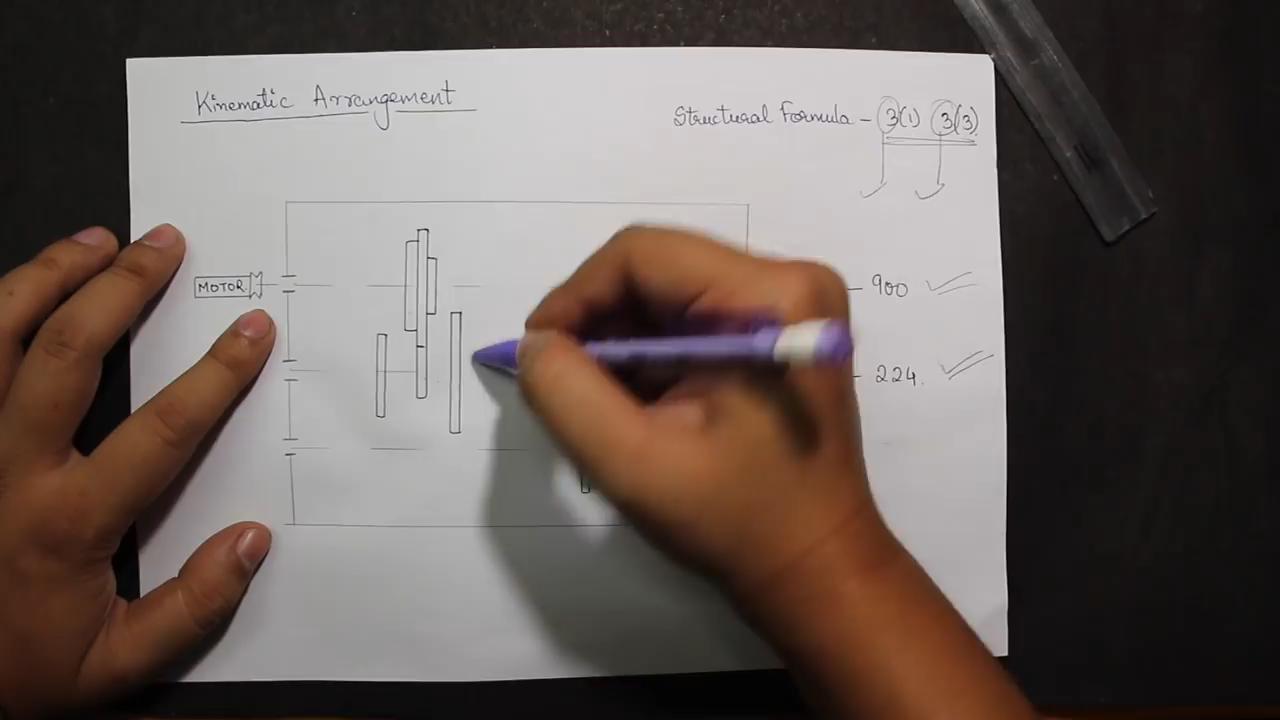 Kinematic Arrangement
Structural Formula - 3(1) 3(3)
MOTOR
900
224.